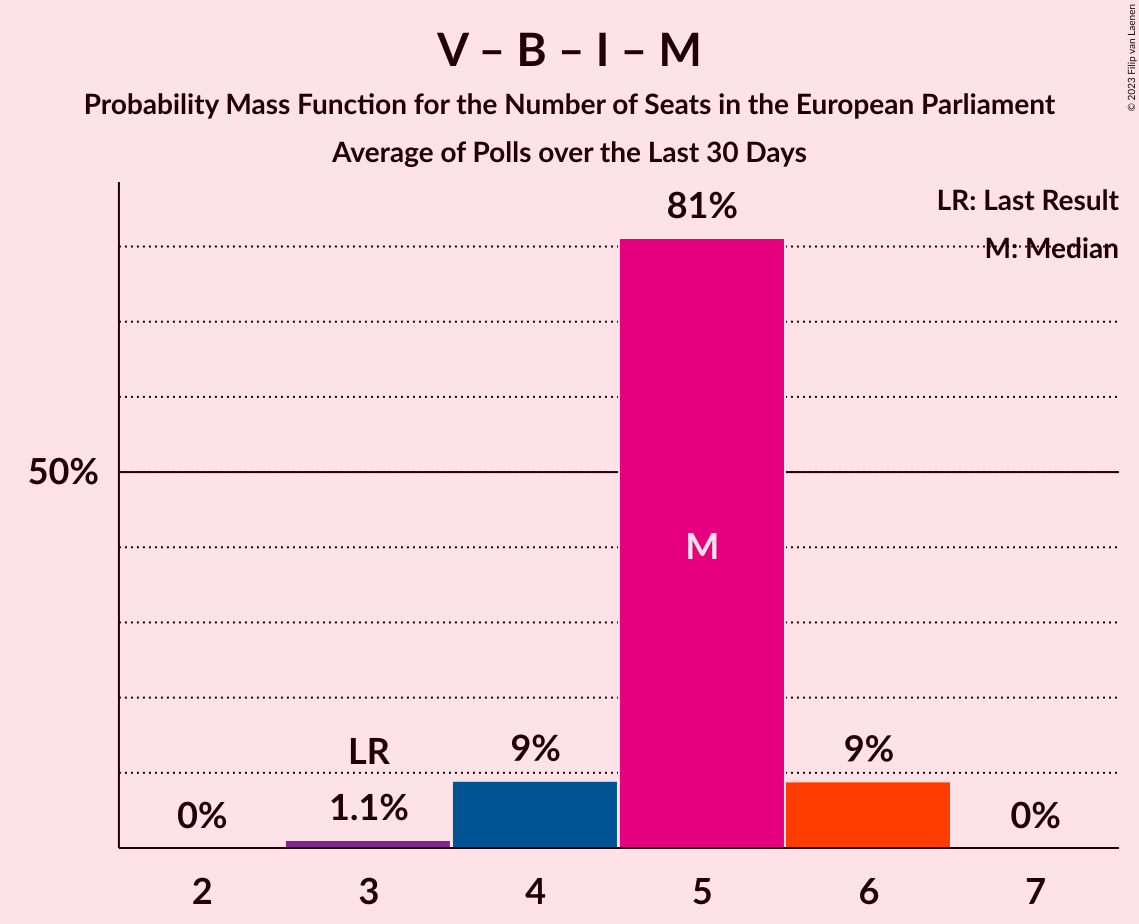 V – B – I – M
Probability Mass Function for the Number of Seats in the European Parliament
Average of Polls over the Last 30 Days
© 2023 Filip van Laenen
LR: Last Result
M: Median
81%
50%
M
LR
9%
9%
0%
1.1%
0%
2 3 4 5 6 7